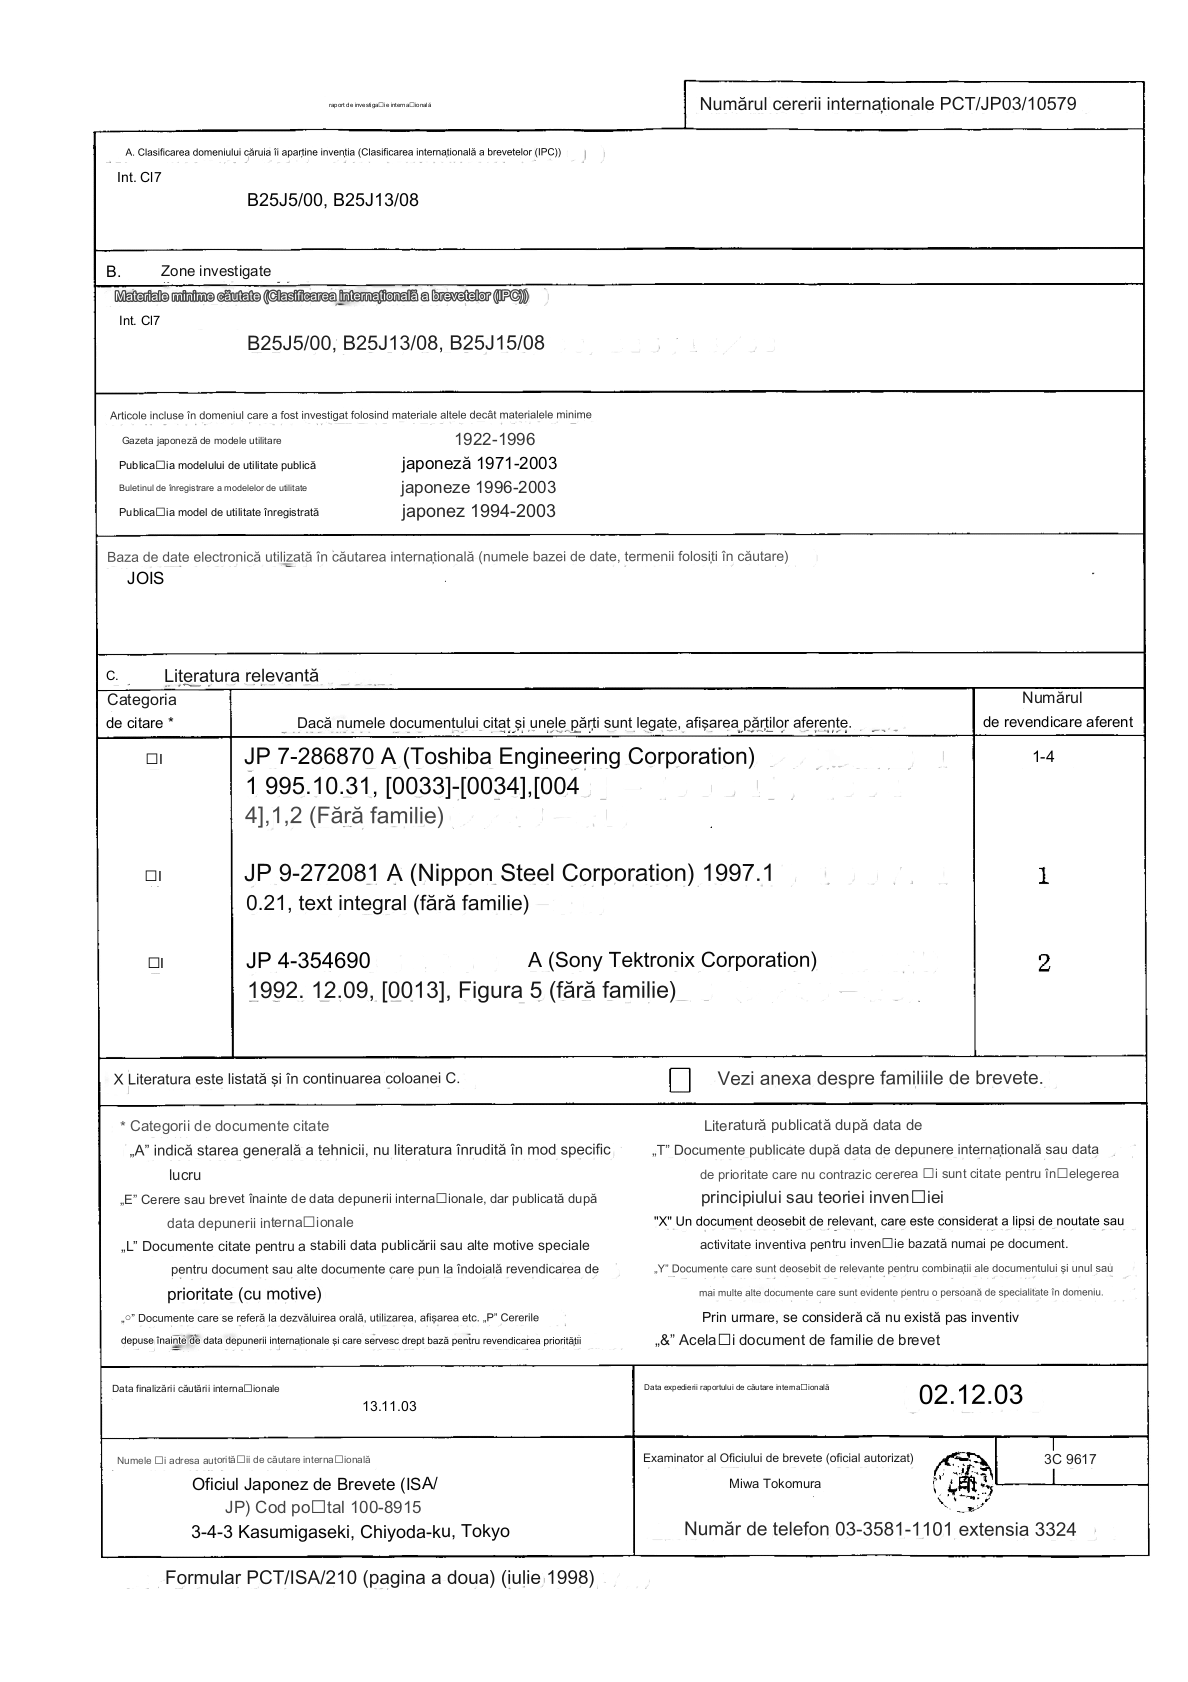 raport de investiga□ie interna□ională
Numărul cererii internaționale PCT/JP03/10579
A. Clasificarea domeniului căruia îi aparține invenția (Clasificarea internațională a brevetelor (IPC))
Int. Cl7
B25J5/00, B25J13/08
B. Zone investigate
Materiale minime căutate (Clasificarea internațională a brevetelor (IPC))
Int. Cl7
B25J5/00, B25J13/08, B25J15/08
Articole incluse în domeniul care a fost investigat folosind materiale altele decât materialele minime
Gazeta japoneză de modele utilitare 1922-1996
Publica□ia modelului de utilitate publică japoneză 1971-2003
Buletinul de înregistrare a modelelor de utilitate japoneze 1996-2003
Publica□ia model de utilitate înregistrată japonez 1994-2003
Baza de date electronică utilizată în căutarea internațională (numele bazei de date, termenii folosiți în căutare)
JOIS
C. Literatura relevantă
Categoria
de citare *
Dacă numele documentului citat și unele părți sunt legate, afișarea părților aferente.
Numărul
de revendicare aferent
□I JP 7-286870 A (Toshiba Engineering Corporation) 1-4
1 995.10.31, [0033]-[0034],[004
4],1,2 (Fără familie)
□I JP 9-272081 A (Nippon Steel Corporation) 1997.1 1
0.21, text integral (fără familie)
□I JP 4-354690 A (Sony Tektronix Corporation) 2
1992. 12.09, [0013], Figura 5 (fără familie)
X Literatura este listată și în continuarea coloanei C.
□ Vezi anexa despre familiile de brevete.
* Categorii de documente citate
„A” indică starea generală a tehnicii, nu literatura înrudită în mod specific
lucru
„E” Cerere sau brevet înainte de data depunerii interna□ionale, dar publicată după
data depunerii interna□ionale
„L” Documente citate pentru a stabili data publicării sau alte motive speciale
pentru document sau alte documente care pun la îndoială revendicarea de
prioritate (cu motive)
„○” Documente care se referă la dezvăluirea orală, utilizarea, afișarea etc. „P” Cererile
depuse înainte de data depunerii internaționale și care servesc drept bază pentru revendicarea priorității
Literatură publicată după data de
„T” Documente publicate după data de depunere internațională sau data
de prioritate care nu contrazic cererea □i sunt citate pentru în□elegerea
principiului sau teoriei inven□iei
"X" Un document deosebit de relevant, care este considerat a lipsi de noutate sau
activitate inventiva pentru inven□ie bazată numai pe document.
„Y” Documente care sunt deosebit de relevante pentru combinații ale documentului și unul sau
mai multe alte documente care sunt evidente pentru o persoană de specialitate în domeniu.
Prin urmare, se consideră că nu există pas inventiv
„&” Acela□i document de familie de brevet
Data finalizării căutării interna□ionale
13.11.03
Data expedierii raportului de căutare interna□ională
02.12.03
Numele □i adresa autorită□ii de căutare interna□ională
Oficiul Japonez de Brevete (ISA/
JP) Cod po□tal 100-8915
3-4-3 Kasumigaseki, Chiyoda-ku, Tokyo
Examinator al Oficiului de brevete (oficial autorizat)
Miwa Tokomura
3C 9617
Număr de telefon 03-3581-1101 extensia 3324
Formular PCT/ISA/210 (pagina a doua) (iulie 1998)